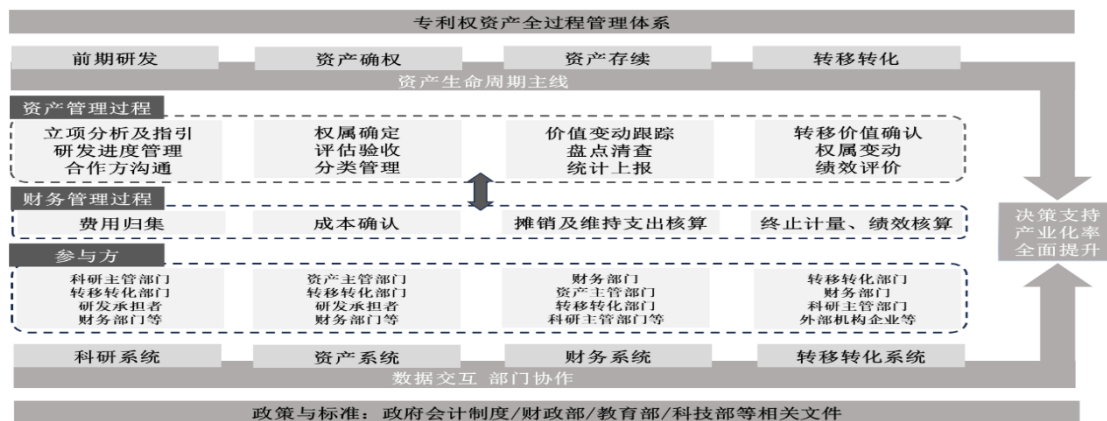 专利权资产全过程管理体系
前期研发
资产确权
资产存续
转移转化
资产生命周期主线
资产管理过程
立项分析及指引
研发进度管理
合作方沟通
权属确定
评估验收
分类管理
价值变动跟踪
盘点清查
统计上报
转移价值确认
权属变动
绩效评价
财务管理过程
费用归集
成本确认
摊销及维持支出核算
终止计量、绩效核算
决策支持
产业化率
全面提升
参与方
科研主管部门
转移转化部门
研发承担者
财务部门等
资产主管部门
转移转化部门
研发承担者
财务部门等
财务部门
资产主管部门
转移转化部门
科研主管部门等
转移转化部门
财务部门
科研主管部门
外部机构企业等
科研系统
资产系统
财务系统
转移转化系统
数据交互 部门协作
政策与标准：政府会计制度/财政部/教育部/科技部等相关文件